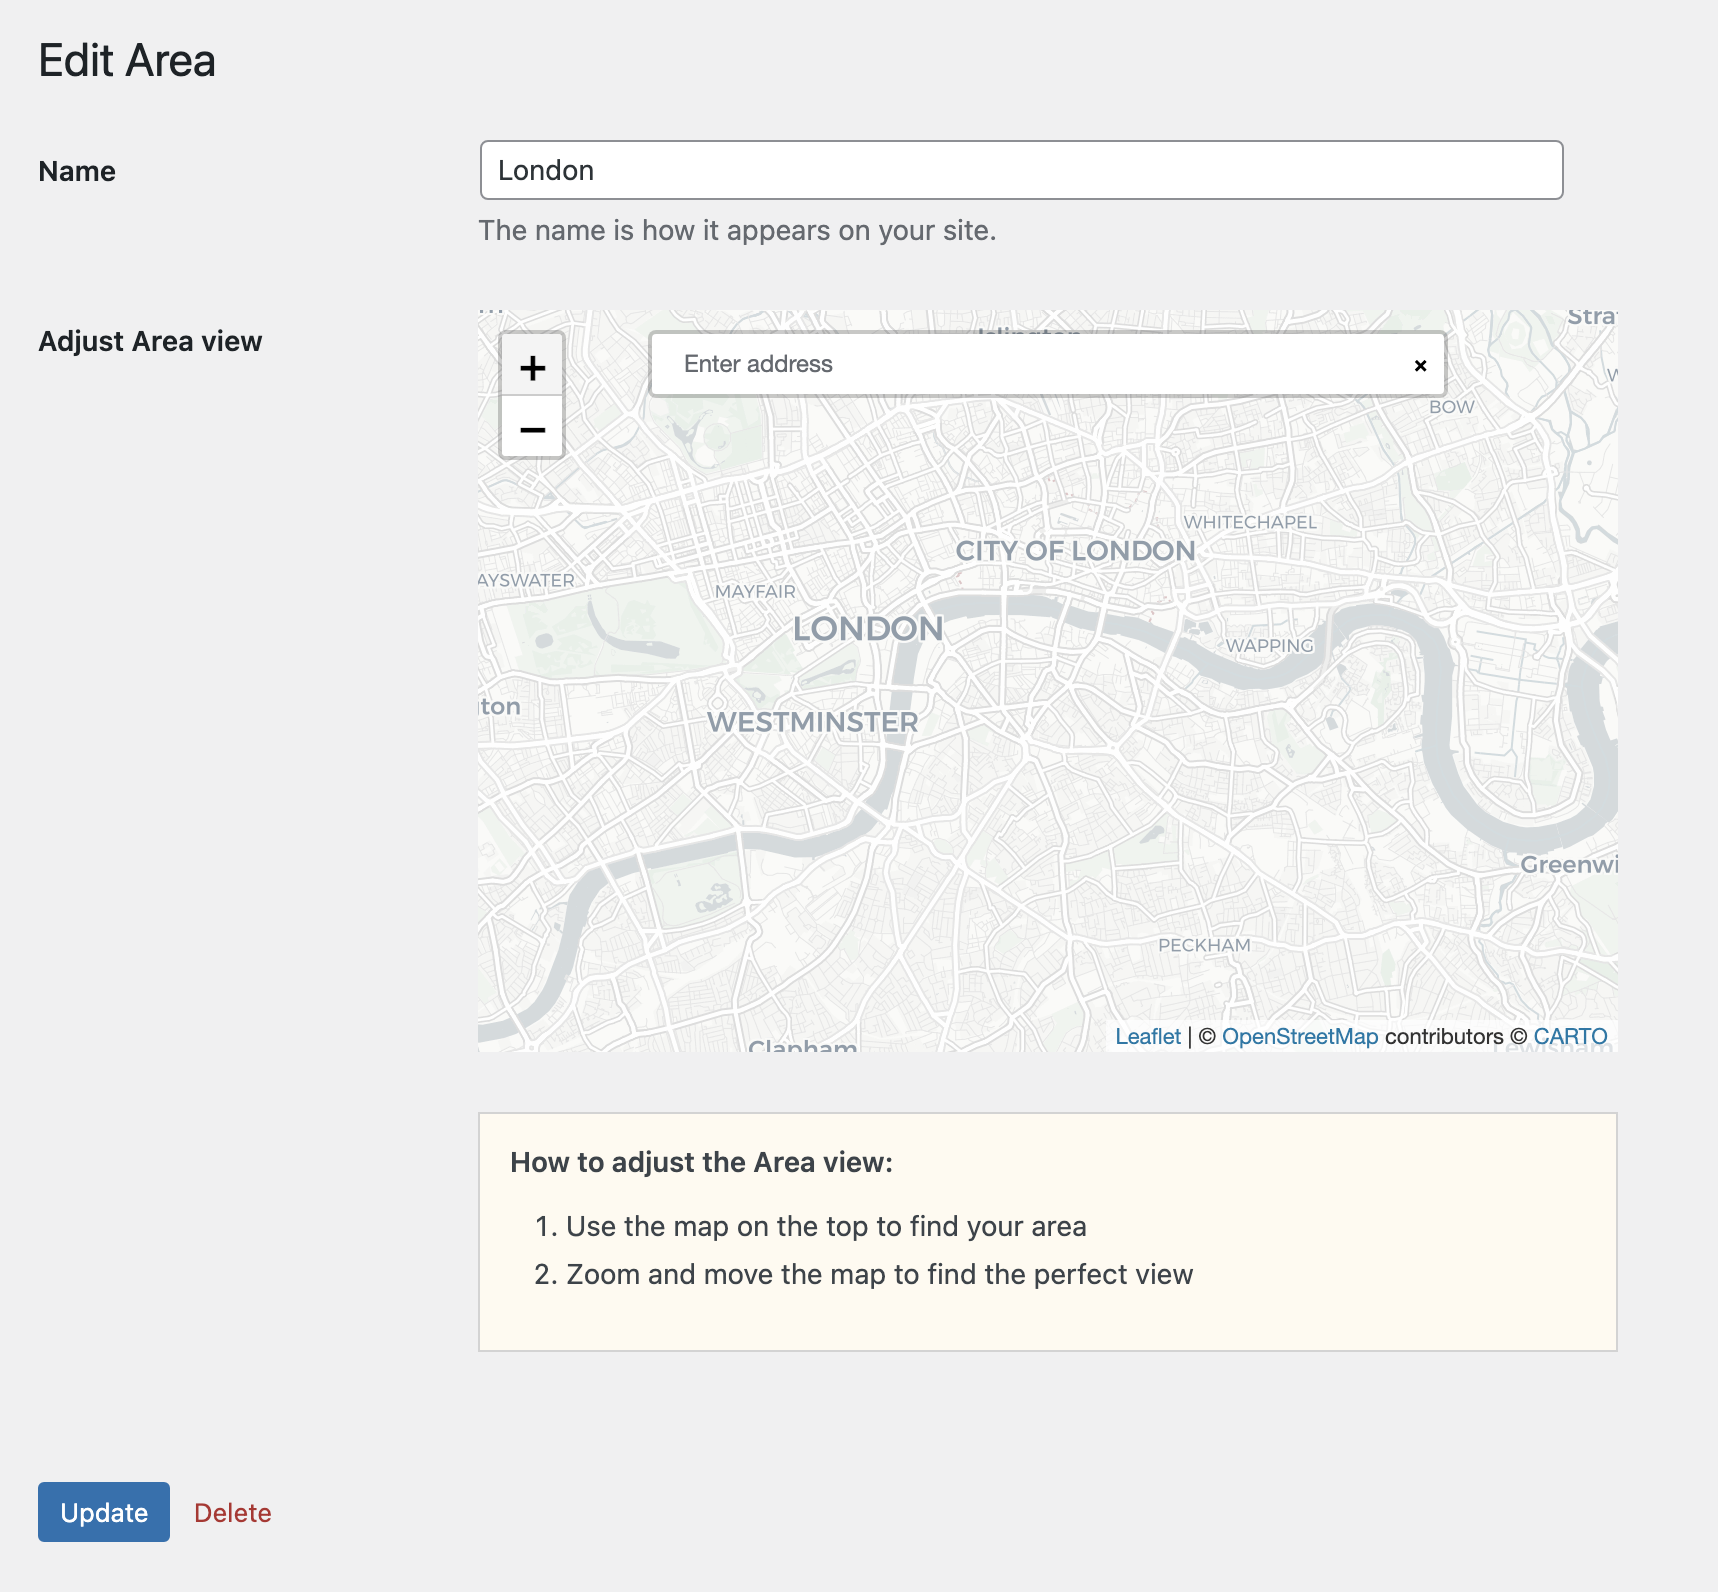 Edit Area
Name
London
The name is how it appears on your site.
Adjust Area view
+
Enter address
×
−
BOW
WHITECHAPEL
CITY OF LONDON
MAYFAIR
LONDON
WAPPING
ton
WESTMINSTER
Greenwi
PECKHAM
Clapham
Leaflet | © OpenStreetMap contributors © CARTO
How to adjust the Area view:
1. Use the map on the top to find your area
2. Zoom and move the map to find the perfect view
Update
Delete